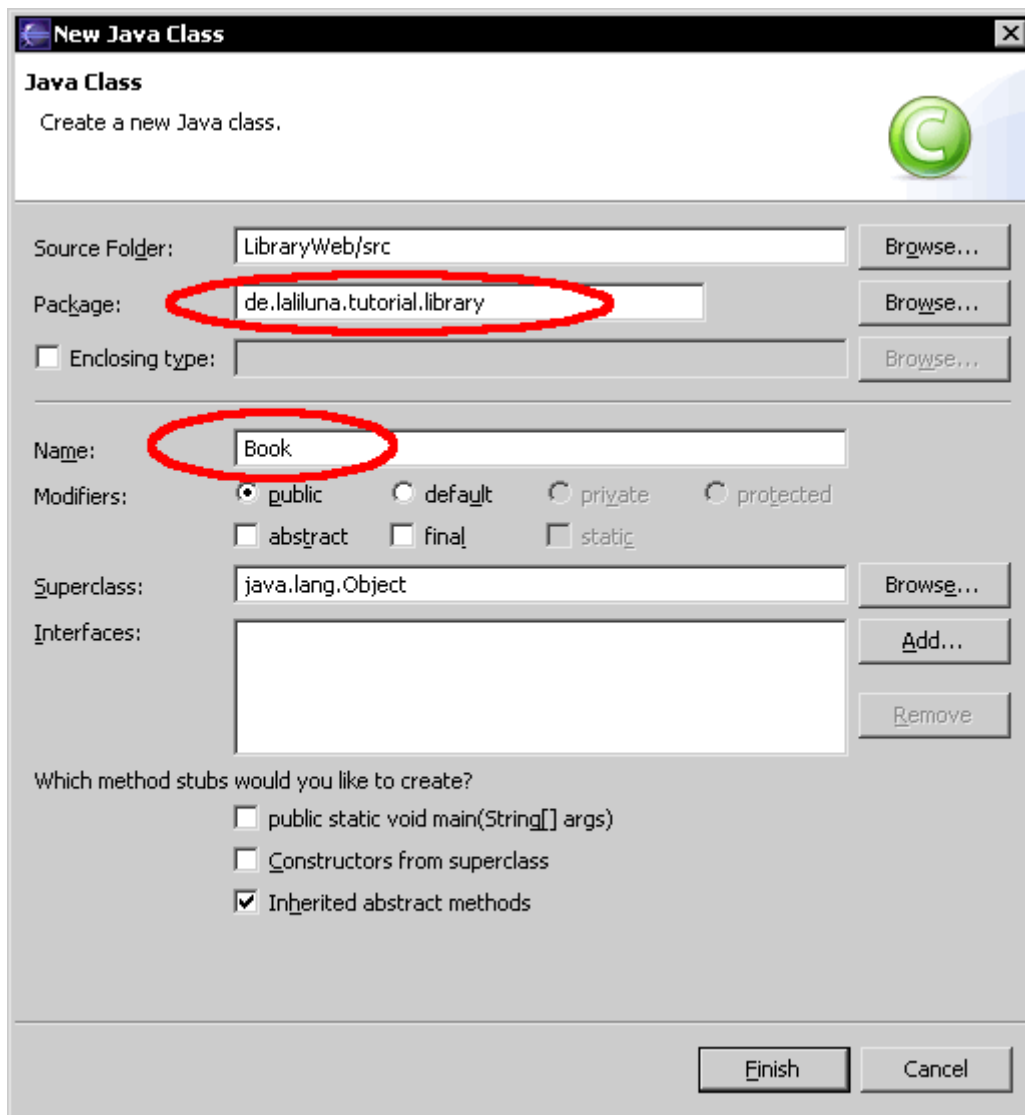 New Java Class
Java Class
Create a new Java class.
Source Folder: LibraryWeb/src Browse...
Package: de.laliluna.tutorial.library Browse...
Enclosing type: Browse...
Name: Book
Modifiers: public default private protected
abstract final static
Superclass: java.lang.Object Browse...
Interfaces: Add...
Remove
Which method stubs would you like to create?
public static void main(String[] args)
Constructors from superclass
Inherited abstract methods
Finish Cancel